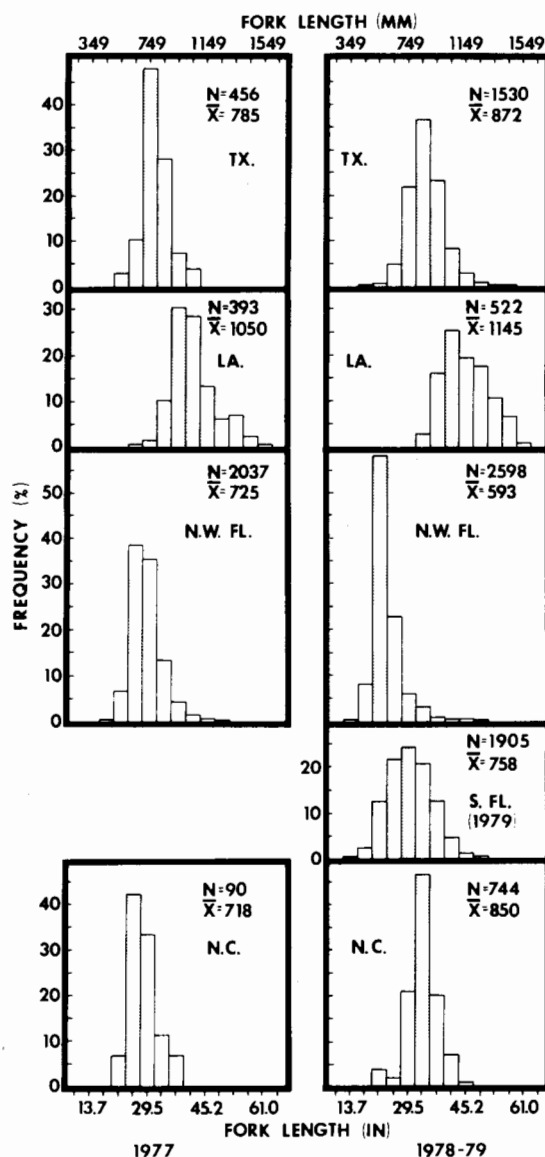 FORK LENGTH (MM)
349 749 1149 1549 349 749 1149 1549
N=456
X̄=785
TX.
40
30
20
10
0
N=1530
X̄=872
TX.
N=393
X̄=1050
LA.
30
20
10
0
N=522
X̄=1145
LA.
FREQUENCY (%)
N=2037
X̄=725
N.W. FL.
50
40
30
20
10
0
N=2598
X̄=593
N.W. FL.
N=1905
X̄=758
S. FL.
(1979)
20
10
0
N=90
X̄=718
N.C.
40
30
20
10
0
N=744
X̄=850
N.C.
13.7 29.5 45.2 61.0 13.7 29.5 45.2 61.0
FORK LENGTH (IN)
1977 1978-79